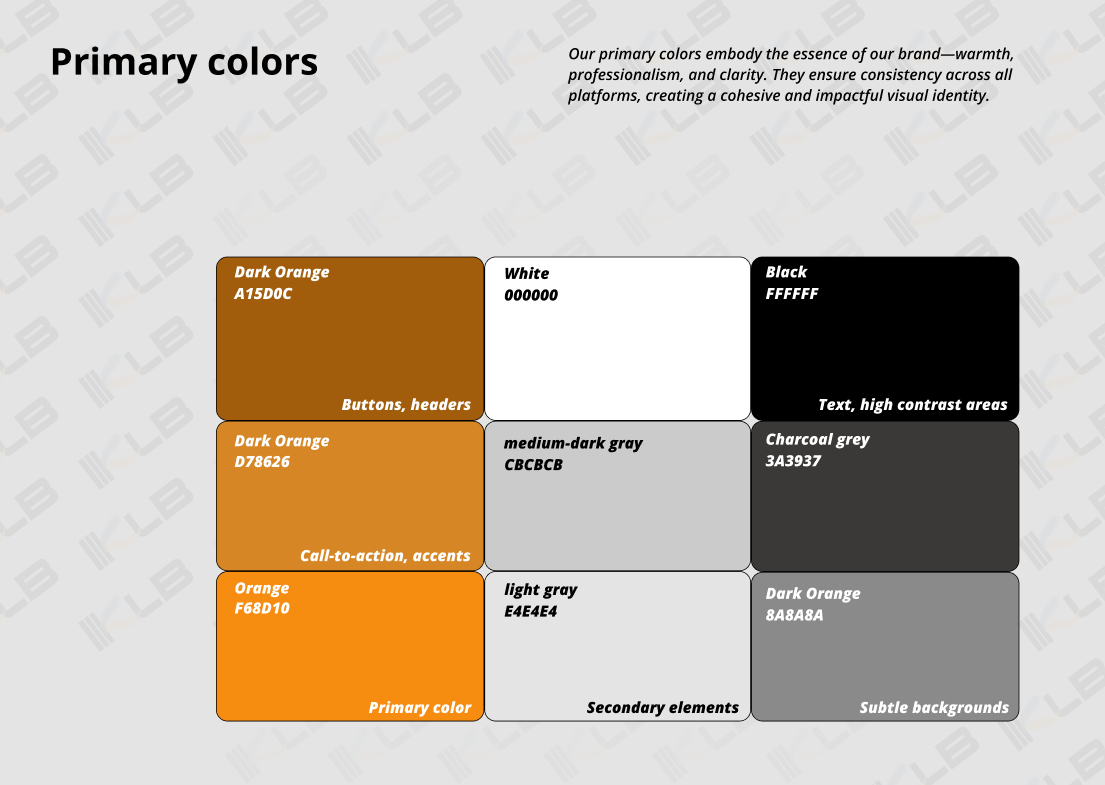 Primary colors
Our primary colors embody the essence of our brand—warmth,
professionalism, and clarity. They ensure consistency across all
platforms, creating a cohesive and impactful visual identity.
Dark Orange
A15D0C
Buttons, headers
White
000000
Black
FFFFFF
Text, high contrast areas
Dark Orange
D78626
Call-to-action, accents
medium-dark gray
CBCBCB
Charcoal grey
3A3937
Orange
F68D10
Primary color
light gray
E4E4E4
Secondary elements
Dark Orange
8A8A8A
Subtle backgrounds
KLB